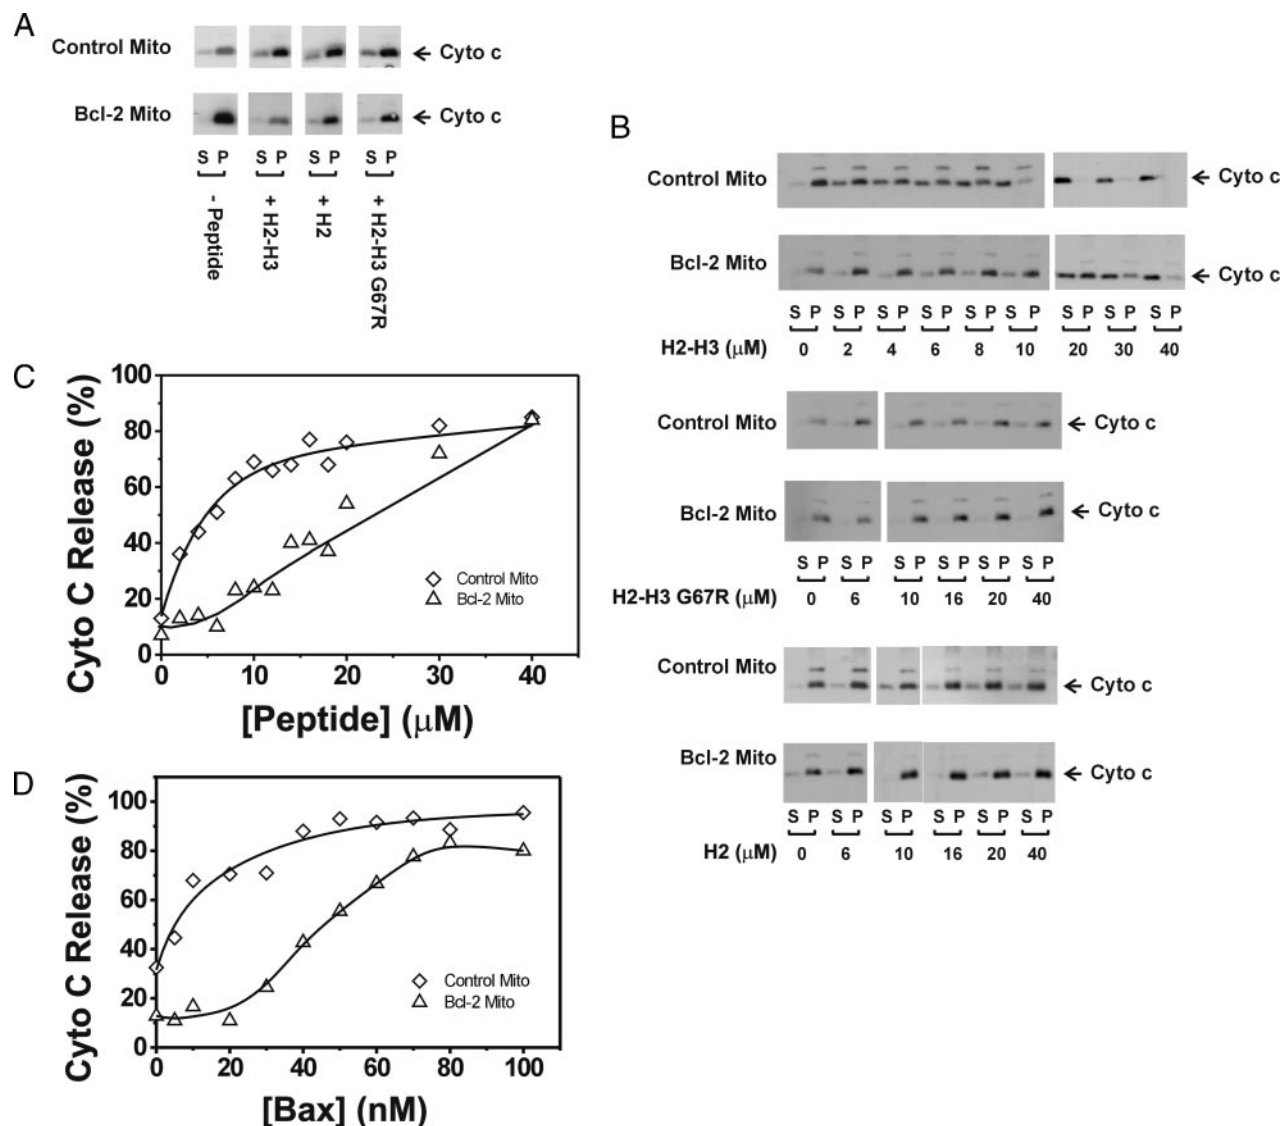 A
Control Mito
← Cyto c
Bcl-2 Mito
← Cyto c
S P S P S P S P
- Peptide
+ H2-H3
+ H2
+ H2-H3 G67R
B
Control Mito
← Cyto c
Bcl-2 Mito
← Cyto c
S P S P S P S P S P S P S P S P S P
H2-H3 (μM) 0 2 4 6 8 10 20 30 40
Control Mito
← Cyto c
Bcl-2 Mito
← Cyto c
S P S P S P S P S P S P
H2-H3 G67R (μM) 0 6 10 16 20 40
Control Mito
← Cyto c
Bcl-2 Mito
← Cyto c
S P S P S P S P S P S P
H2 (μM) 0 6 10 16 20 40
C
Cyto C Release (%)
100
80
60
40
20
0
Control Mito
Bcl-2 Mito
0 10 20 30 40
[Peptide] (μM)
D
Cyto C Release (%)
100
80
60
40
20
0
Control Mito
Bcl-2 Mito
0 20 40 60 80 100
[Bax] (nM)